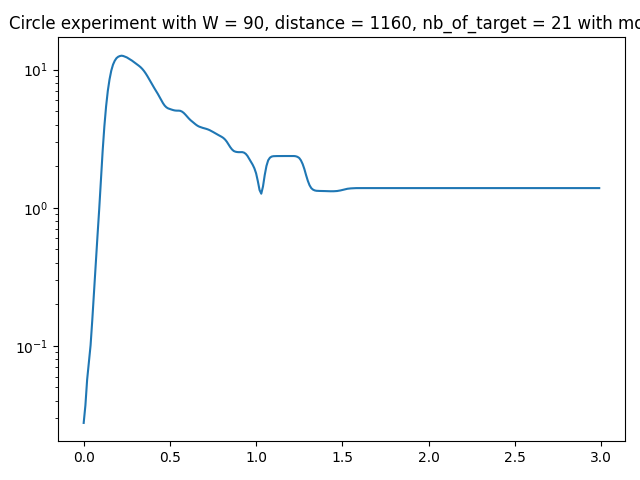 Circle experiment with W = 90, distance = 1160, nb_of_target = 21 with
10¹
10⁰
10⁻¹
0.0 0.5 1.0 1.5 2.0 2.5 3.0